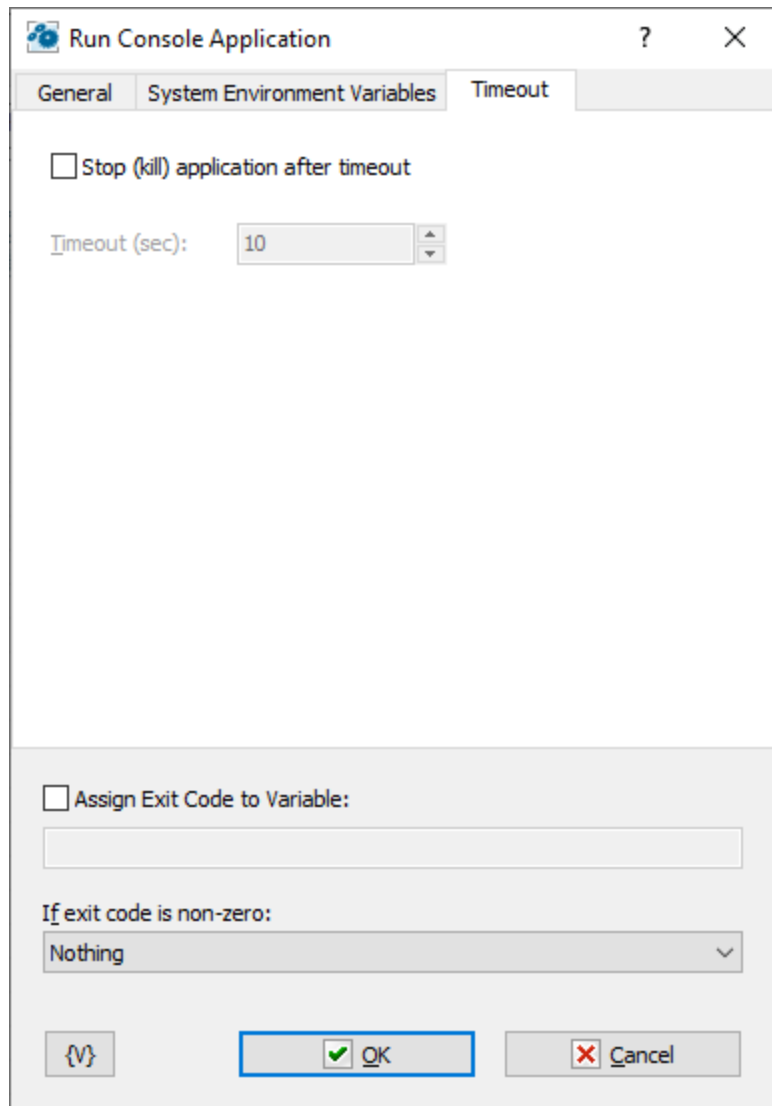 Run Console Application ?
General System Environment Variables Timeout
Stop (kill) application after timeout
Timeout (sec): 10
Assign Exit Code to Variable:
If exit code is non-zero:
Nothing
{V} OK Cancel